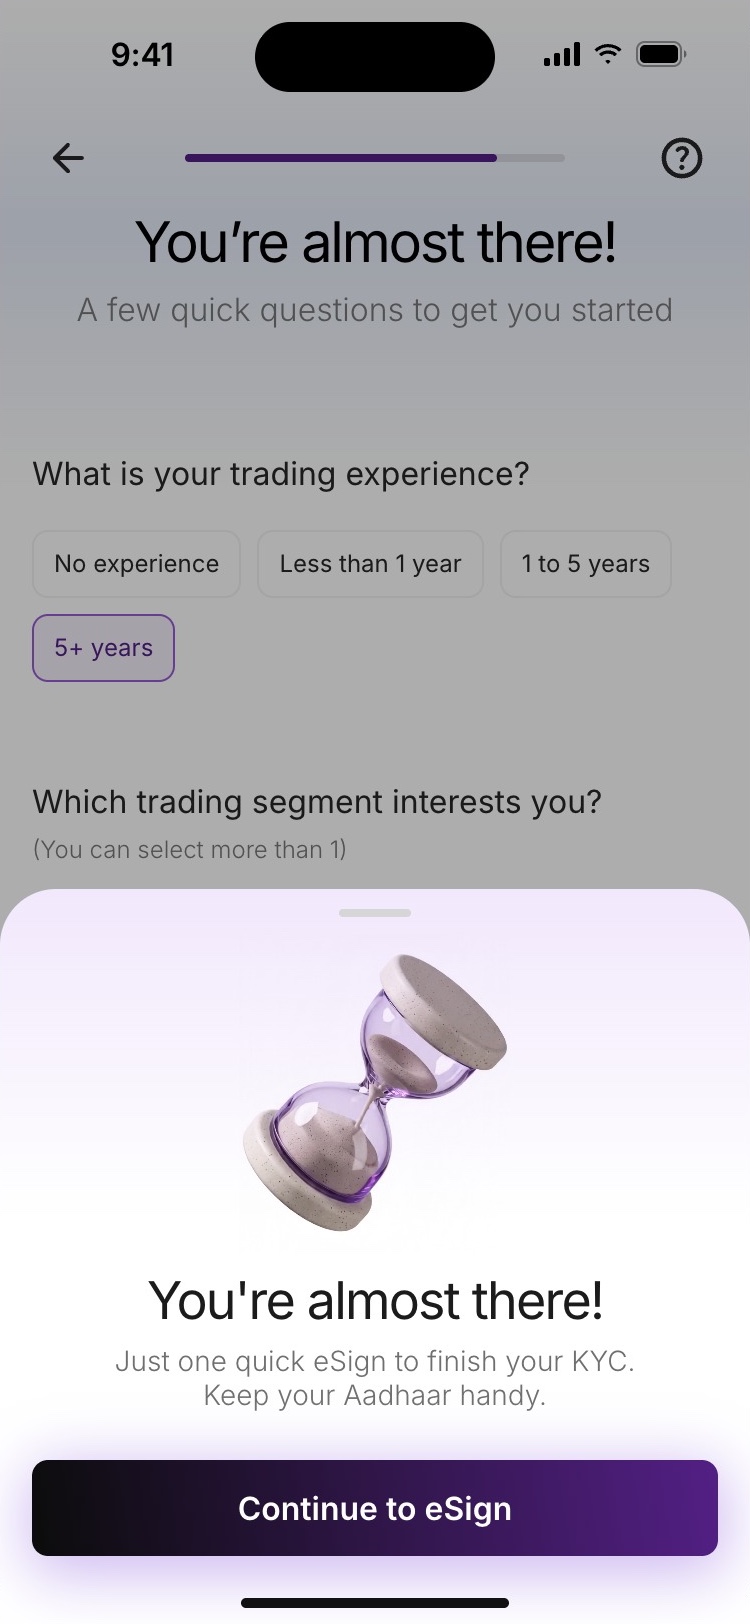 9:41
You’re almost there!
A few quick questions to get you started
What is your trading experience?
No experience
Less than 1 year
1 to 5 years
5+ years
Which trading segment interests you?
(You can select more than 1)
You're almost there!
Just one quick eSign to finish your KYC.
Keep your Aadhaar handy.
Continue to eSign